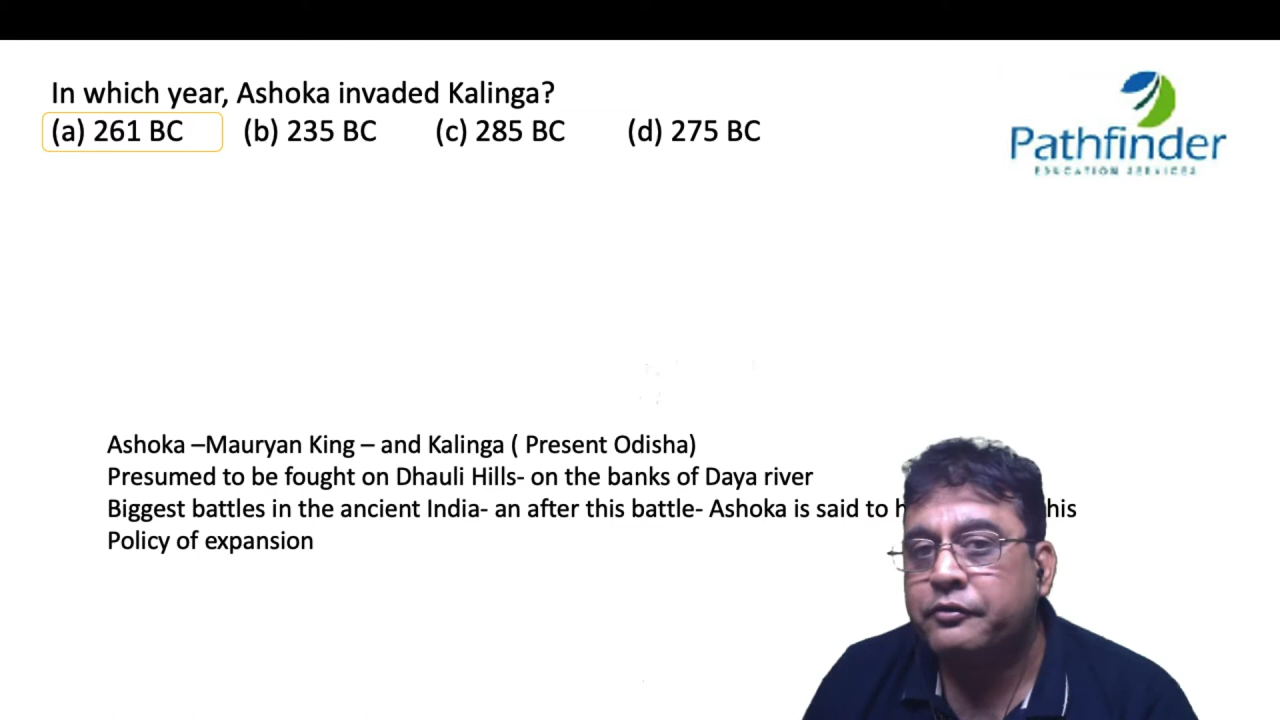 In which year, Ashoka invaded Kalinga?
(a) 261 BC (b) 235 BC (c) 285 BC (d) 275 BC
Pathfinder
EDUCATION SERVICES
Ashoka –Mauryan King – and Kalinga ( Present Odisha)
Presumed to be fought on Dhauli Hills- on the banks of Daya river
Biggest battles in the ancient India- an after this battle- Ashoka is said to his
Policy of expansion